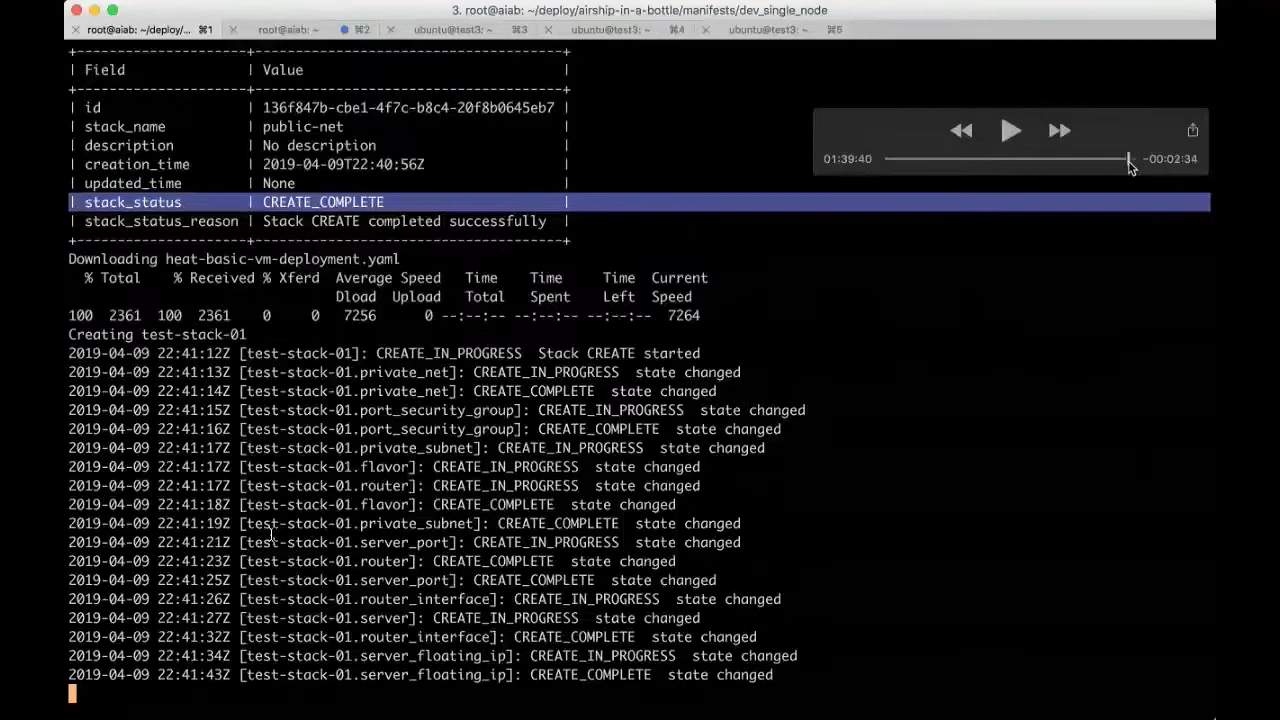 3. root@aiab: ~/deploy/airship-in-a-bottle/manifests/dev_single_node
× root@aiab: ~/deploy/... ⌘1 × root@aiab: ~ ⌘2 × ubuntu@test3: ~ ⌘3 × ubuntu@test3: ~ ⌘4 × ubuntu@test3: ~ ⌘5
+---------------------+--------------------------------------+
| Field | Value |
+---------------------+--------------------------------------+
| id | 136f847b-cbe1-4f7c-b8c4-20f8b0645eb7 |
| stack_name | public-net |
| description | No description |
| creation_time | 2019-04-09T22:40:56Z |
| updated_time | None |
| stack_status | CREATE_COMPLETE |
| stack_status_reason | Stack CREATE completed successfully |
+---------------------+--------------------------------------+
01:39:40 -00:02:34
Downloading heat-basic-vm-deployment.yaml
% Total % Received % Xferd Average Speed Time Time Time Current
Dload Upload Total Spent Left Speed
100 2361 100 2361 0 0 7256 0 --:--:-- --:--:-- --:--:-- 7264
Creating test-stack-01
2019-04-09 22:41:12Z [test-stack-01]: CREATE_IN_PROGRESS Stack CREATE started
2019-04-09 22:41:13Z [test-stack-01.private_net]: CREATE_IN_PROGRESS state changed
2019-04-09 22:41:14Z [test-stack-01.private_net]: CREATE_COMPLETE state changed
2019-04-09 22:41:15Z [test-stack-01.port_security_group]: CREATE_IN_PROGRESS state changed
2019-04-09 22:41:16Z [test-stack-01.port_security_group]: CREATE_COMPLETE state changed
2019-04-09 22:41:17Z [test-stack-01.private_subnet]: CREATE_IN_PROGRESS state changed
2019-04-09 22:41:17Z [test-stack-01.flavor]: CREATE_IN_PROGRESS state changed
2019-04-09 22:41:17Z [test-stack-01.router]: CREATE_IN_PROGRESS state changed
2019-04-09 22:41:18Z [test-stack-01.flavor]: CREATE_COMPLETE state changed
2019-04-09 22:41:19Z [test-stack-01.private_subnet]: CREATE_COMPLETE state changed
2019-04-09 22:41:21Z [test-stack-01.server_port]: CREATE_IN_PROGRESS state changed
2019-04-09 22:41:23Z [test-stack-01.router]: CREATE_COMPLETE state changed
2019-04-09 22:41:25Z [test-stack-01.server_port]: CREATE_COMPLETE state changed
2019-04-09 22:41:26Z [test-stack-01.router_interface]: CREATE_IN_PROGRESS state changed
2019-04-09 22:41:27Z [test-stack-01.server]: CREATE_IN_PROGRESS state changed
2019-04-09 22:41:32Z [test-stack-01.router_interface]: CREATE_COMPLETE state changed
2019-04-09 22:41:34Z [test-stack-01.server_floating_ip]: CREATE_IN_PROGRESS state changed
2019-04-09 22:41:43Z [test-stack-01.server_floating_ip]: CREATE_COMPLETE state changed